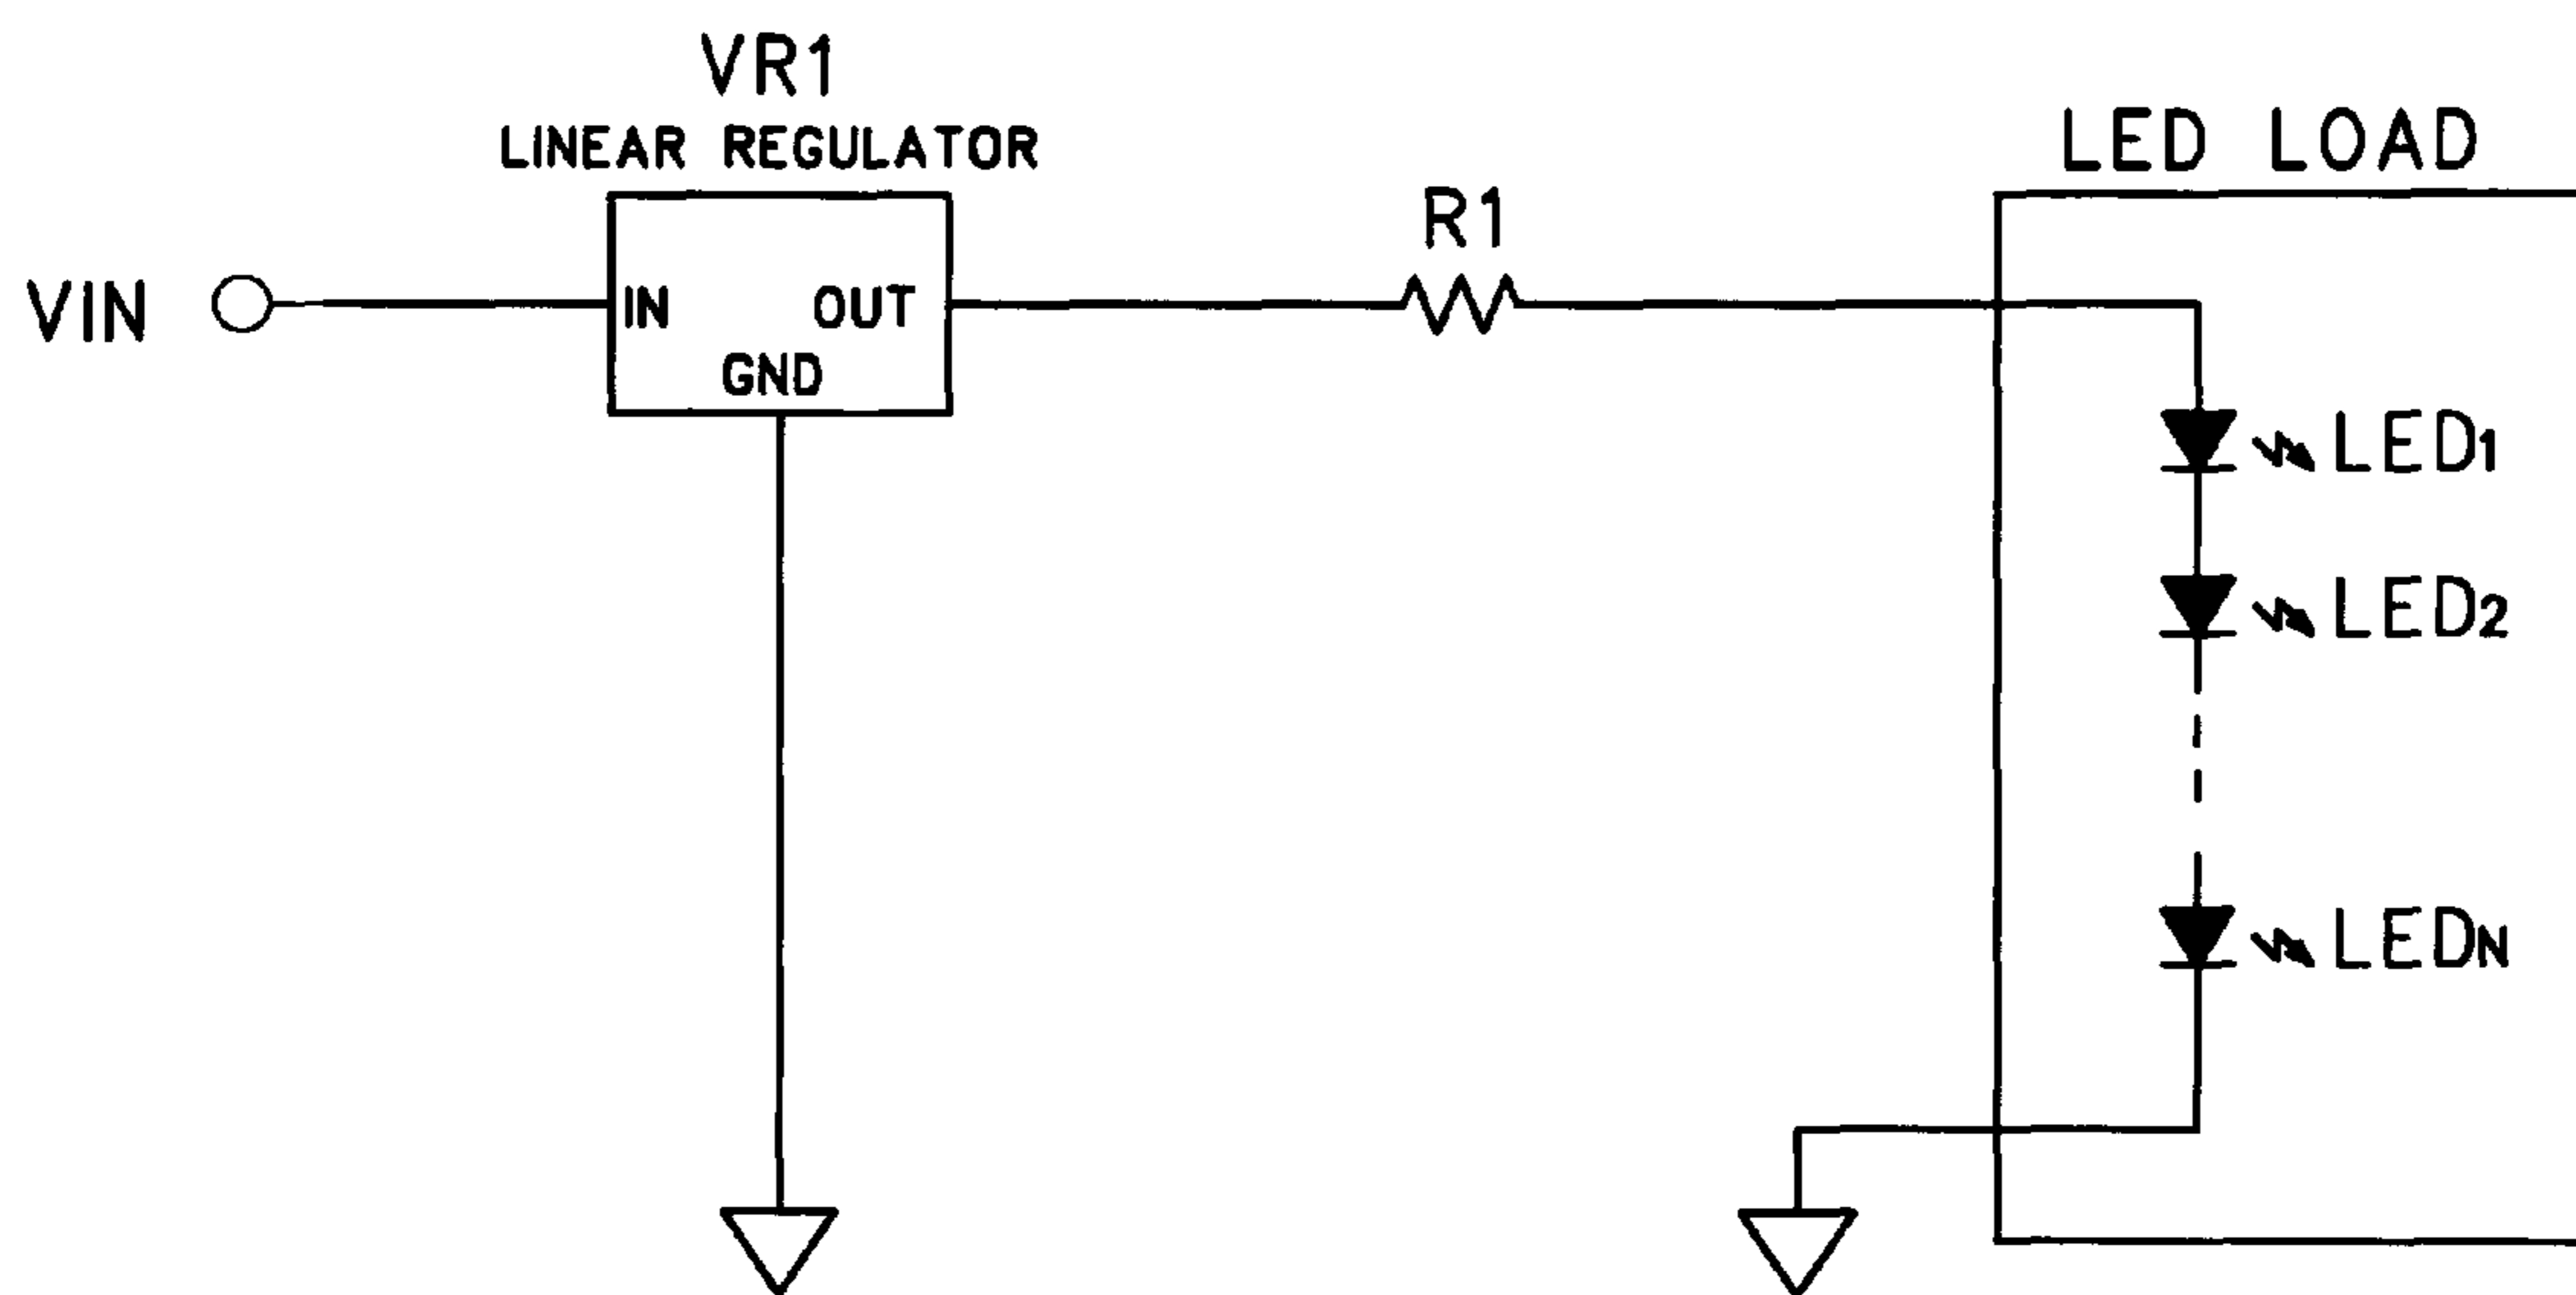 VR1
LINEAR REGULATOR
LED LOAD
R1
VIN
IN
OUT
GND
LED1
LED2
LEDN